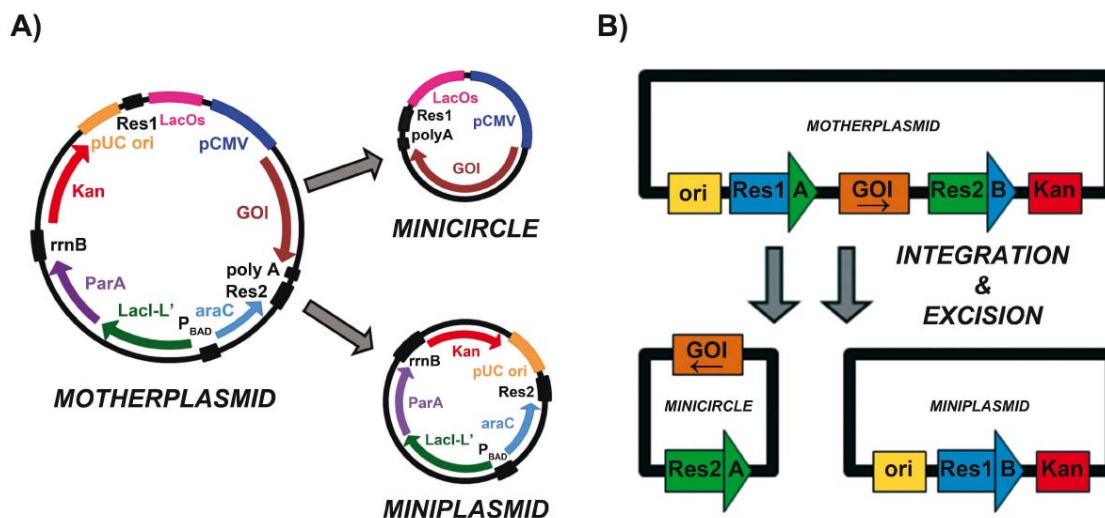 A)
LacOs
Res1
pUC ori
pCMV
Kan
GOI
rrnB
poly A
Res2
ParA
araC
LacI-L'
PBAD
MOTHERPLASMID
LacOs
Res1
pCMV
polyA
GOI
MINICIRCLE
rrnB
Kan
pUC ori
Res2
ParA
araC
LacI-L'
PBAD
MINIPLASMID
B)
MOTHERPLASMID
ori Res1 A GOI Res2 B Kan
INTEGRATION
&
EXCISION
GOI
MINICIRCLE
Res2 A
MINIPLASMID
ori Res1 B Kan